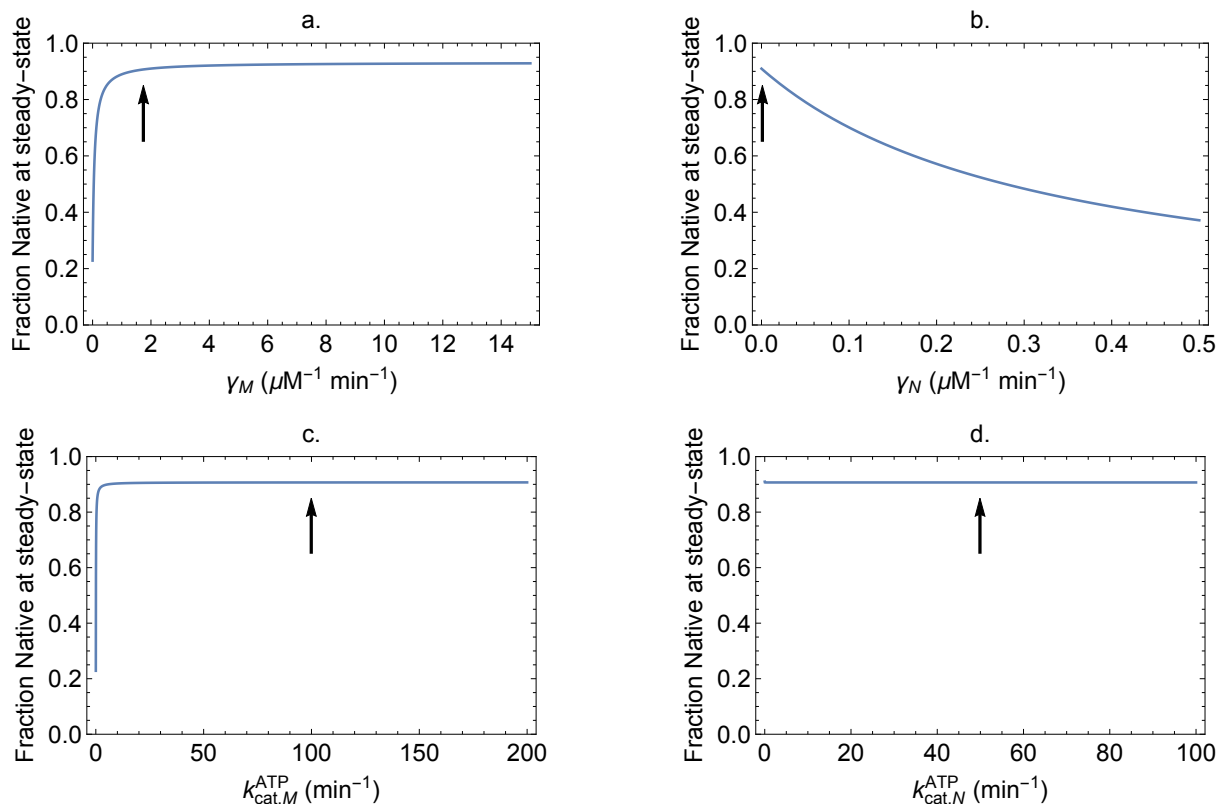 a.
Fraction Native at steady-state
1.0
0.8
0.6
0.4
0.2
0.0
0 2 4 6 8 10 12 14
γM (μM⁻¹ min⁻¹)
b.
Fraction Native at steady-state
1.0
0.8
0.6
0.4
0.2
0.0
0.0 0.1 0.2 0.3 0.4 0.5
γN (μM⁻¹ min⁻¹)
c.
Fraction Native at steady-state
1.0
0.8
0.6
0.4
0.2
0.0
0 50 100 150 200
k^ATP_cat,M (min⁻¹)
d.
Fraction Native at steady-state
1.0
0.8
0.6
0.4
0.2
0.0
0 20 40 60 80 100
k^ATP_cat,N (min⁻¹)